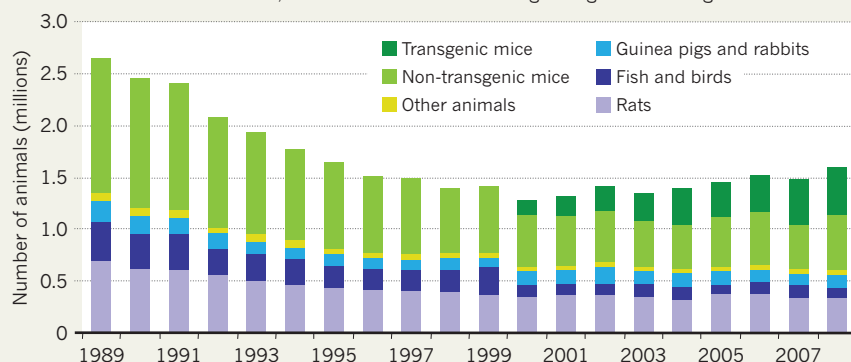 3.0
2.5
2.0
1.5
1.0
0.5
0
Number of animals (millions)
Transgenic mice
Non-transgenic mice
Other animals
Guinea pigs and rabbits
Fish and birds
Rats
1989 1991 1993 1995 1997 1999 2001 2003 2005 2007